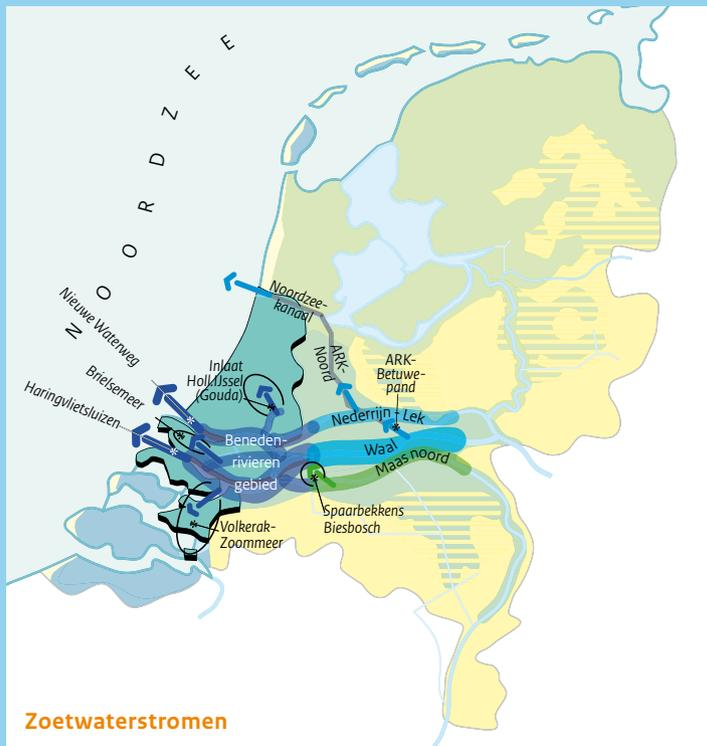 NOORDZEE
Noordzee-
kanaal
Nieuwe Waterweg
Brielsemeer
Haringvlietsluizen
Inlaat
Holl.IJssel
(Gouda)
ARK-
Noord
ARK-
Betuwe-
pand
Nederrijn - Lek
Waal
Maas noord
Beneden-
rivieren
gebied
Spaarbekkens
Biesbosch
Volkerak-
Zoommeer
Zoetwaterstromen